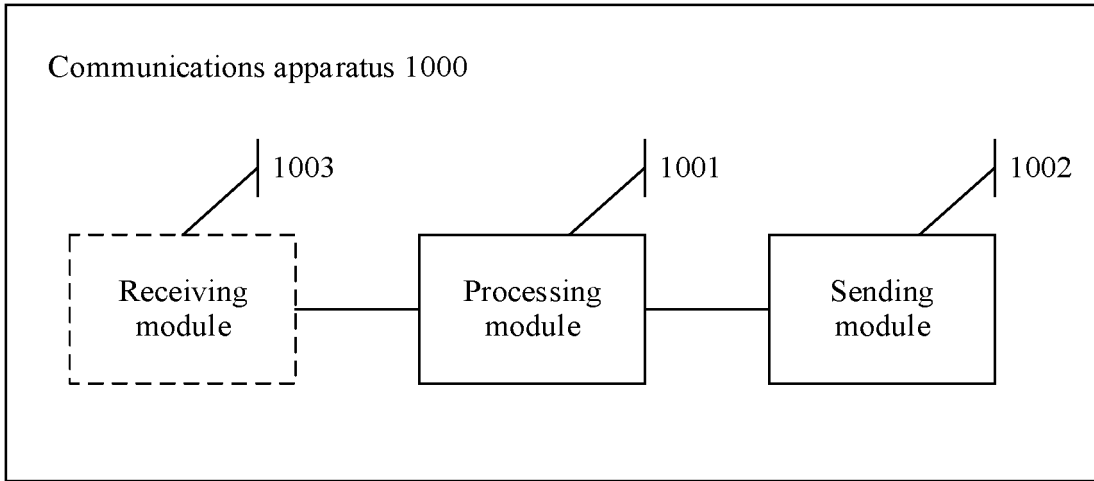 Communications apparatus 1000
1003
1001
1002
Receiving
module
Processing
module
Sending
module